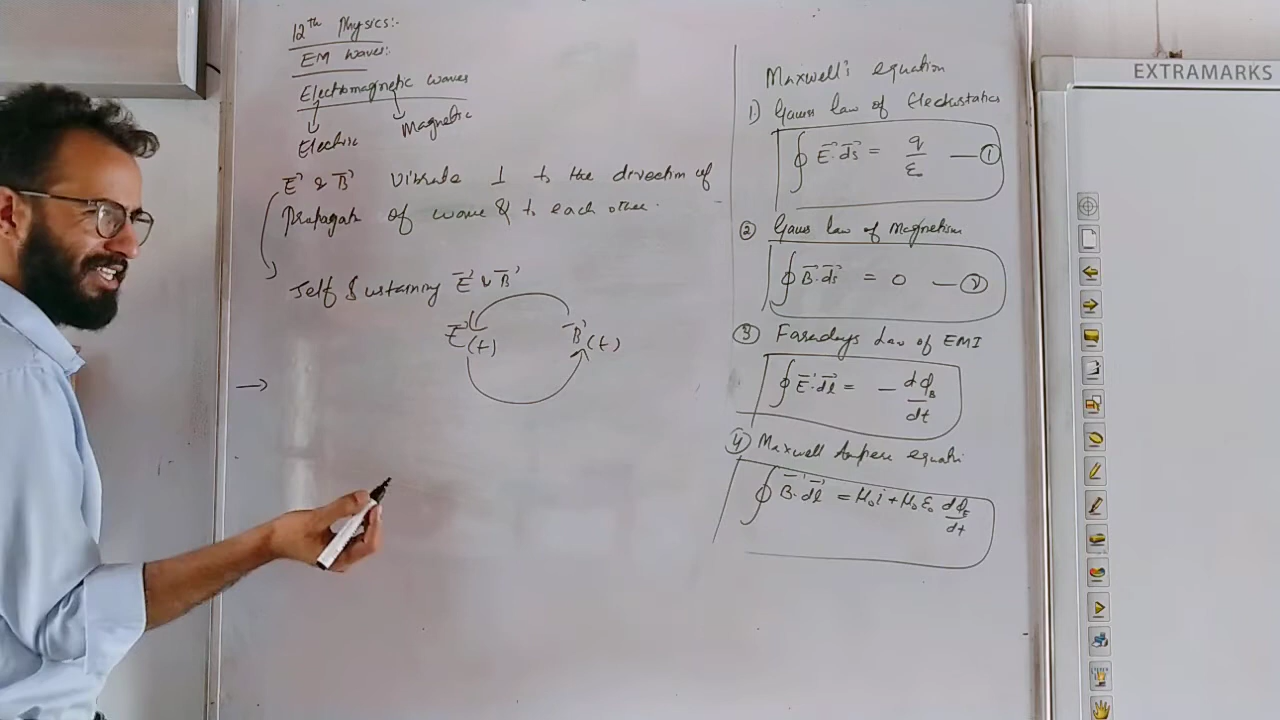 12th Physics:-
EM Waves:
Electromagnetic waves
Electric Magnetic
E⃗ & B⃗ vibrate ⊥ to the direction of
Propagatn of wave & to each other.
Self Sustaining E⃗ & B⃗
E⃗(t) B⃗(t)
→
Maxwell's equation
1) Gauss law of Electrostatics
∮ E⃗·ds⃗ = q/ε₀ —①
② Gauss law of Magnetism
∮ B⃗·ds⃗ = 0 —②
③ Faradays Law of EMI
∮ E⃗·dl⃗ = - dϕ_B/dt
④ Maxwell Ampere equatn
∮ B⃗·dl⃗ = μ₀i + μ₀ε₀ dϕ_E/dt
EXTRAMARKS